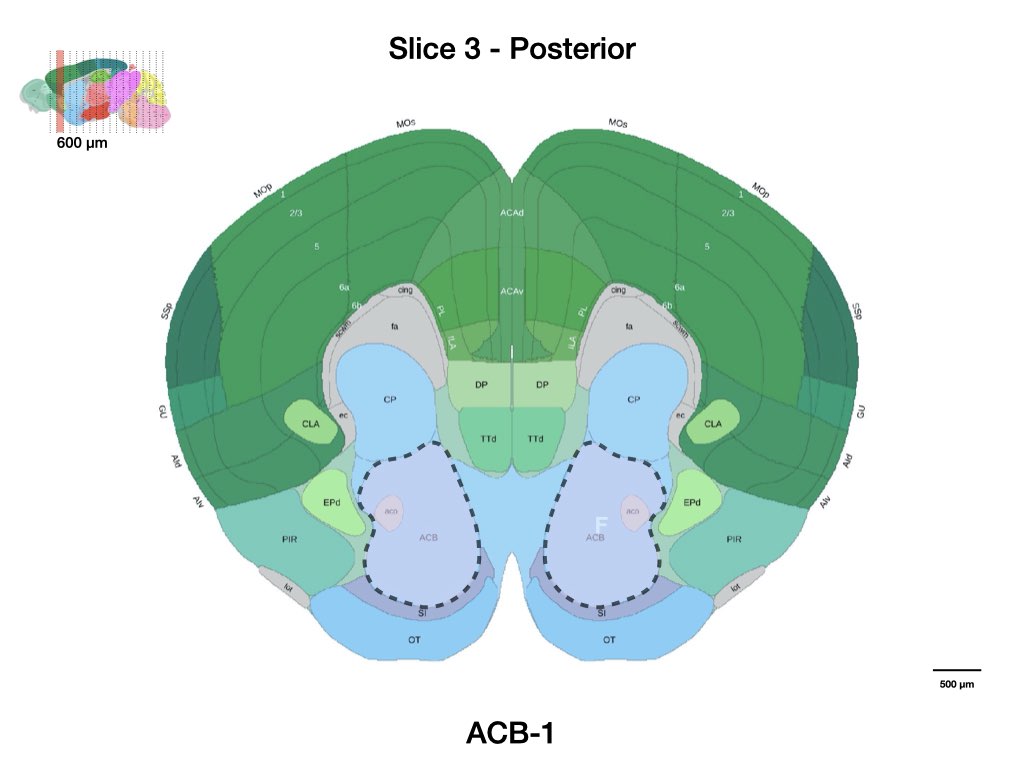 Slice 3 - Posterior
600 µm
MOs MOs
MOp MOp
1 1
2/3 2/3
ACAd
5 5
6a cing ACAv cing 6a
6b 6b
SSp PL PL SSp
scwm fa fa scwm
ILA ILA
DP DP
CP CP
GU ec ec GU
CLA CLA
TTd TTd
AId AId
AIv EPd EPd AIv
aco aco
F
PIR ACB ACB PIR
lot lot
SI SI
OT OT
500 µm
ACB-1